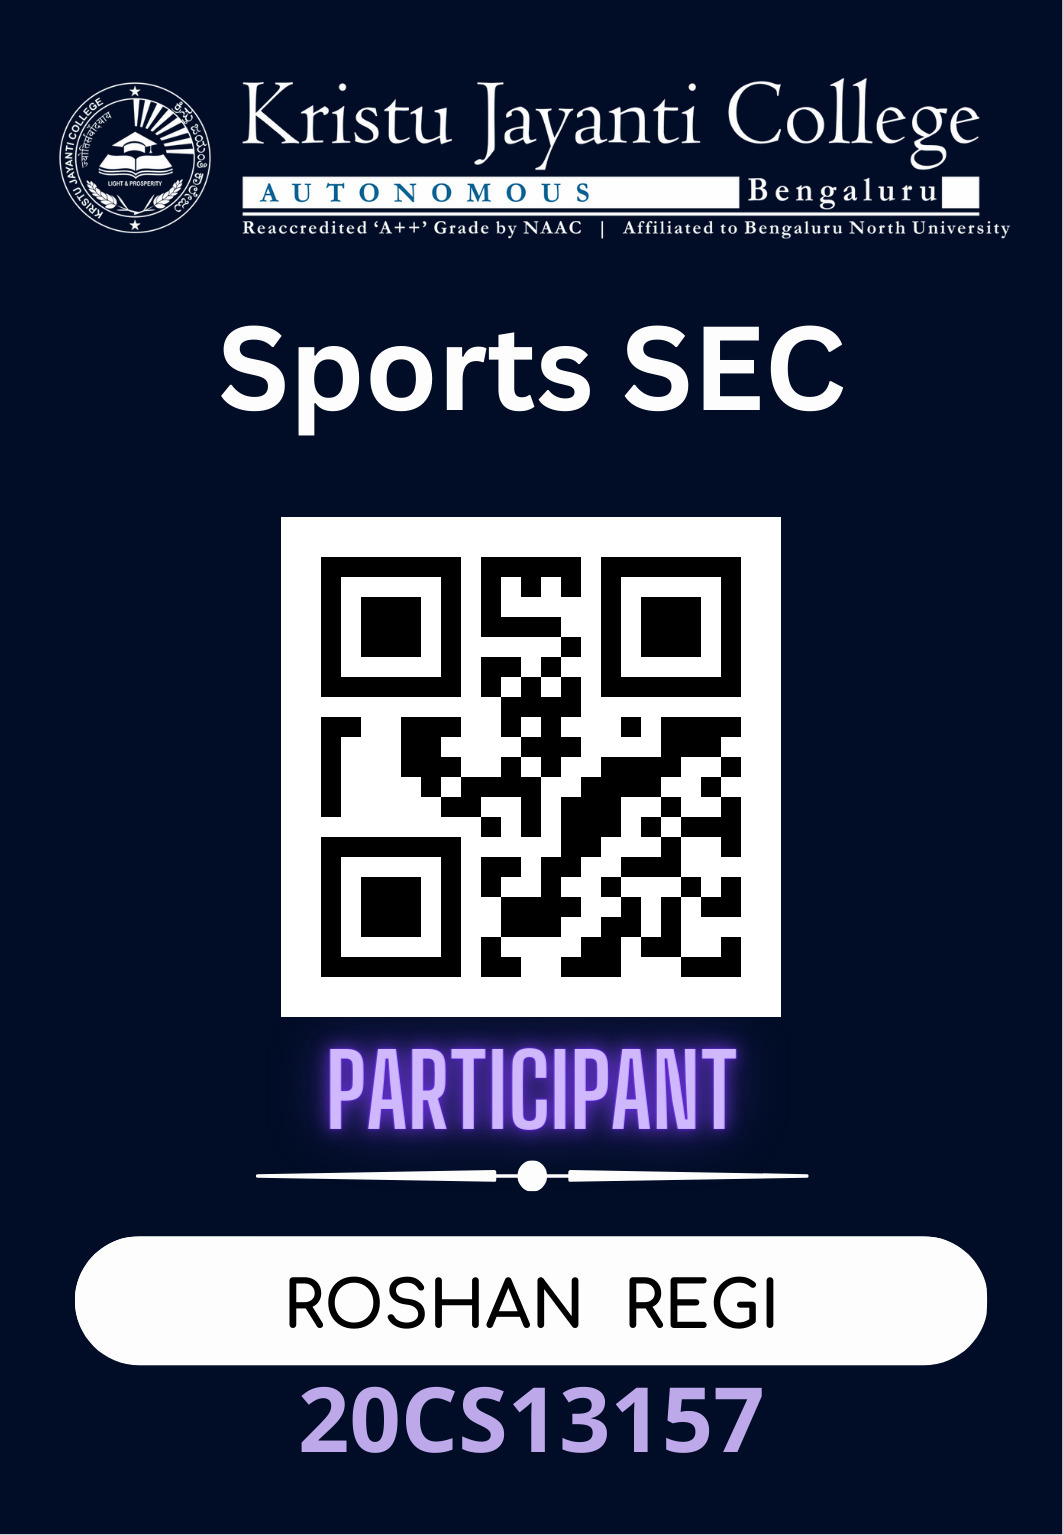 Kristu Jayanti College
AUTONOMOUS Bengaluru
Reaccredited ‘A++’ Grade by NAAC | Affiliated to Bengaluru North University
KRISTU JAYANTI COLLEGE
LIGHT & PROSPERITY
Sports SEC
PARTICIPANT
ROSHAN REGI
20CS13157